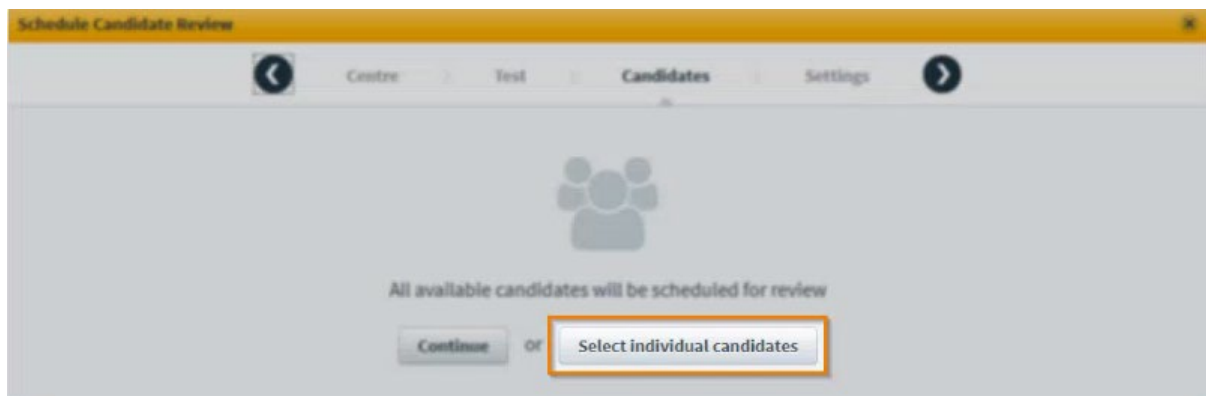 Schedule Candidate Review
Centre Test Candidates Settings
All available candidates will be scheduled for review
Continue or Select individual candidates